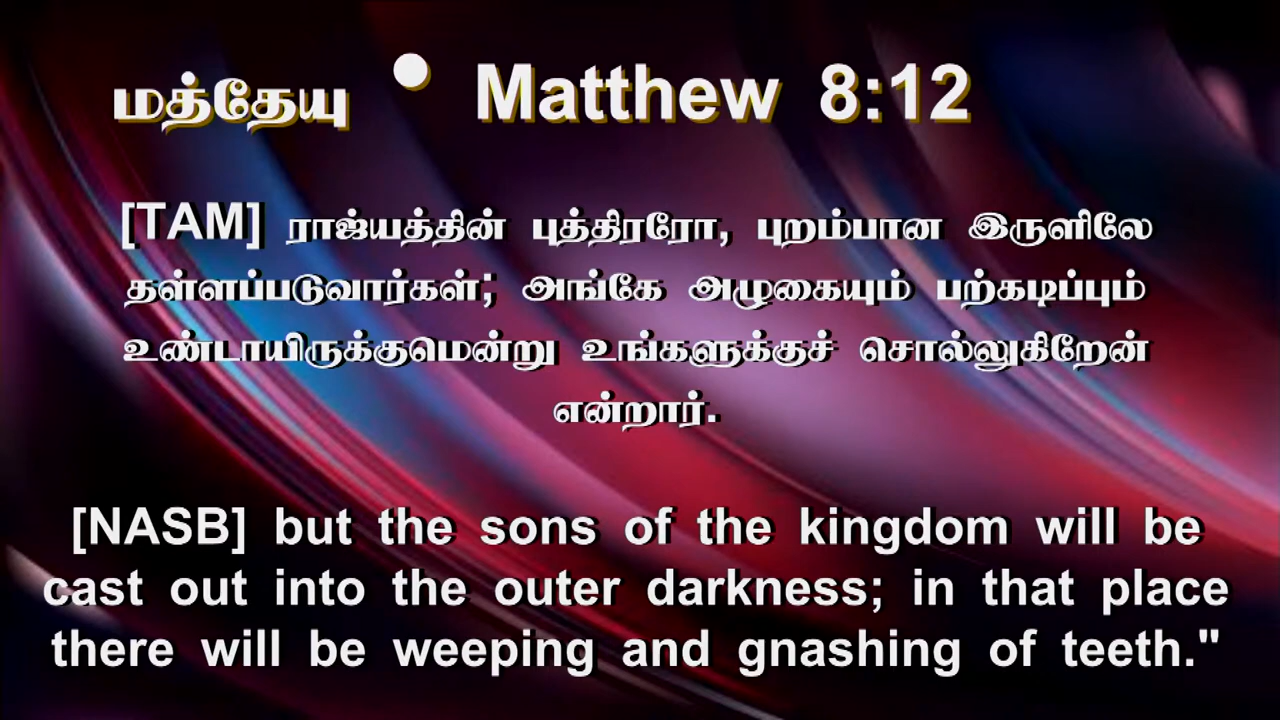 மத்தேயு • Matthew 8:12
[TAM] ராஜ்யத்தின் புத்திரரோ, புறம்பான இருளிலே
தள்ளப்படுவார்கள்; அங்கே அழுகையும் பற்கடிப்பும்
உண்டாயிருக்குமென்று உங்களுக்குச் சொல்லுகிறேன்
என்றார்.
[NASB] but the sons of the kingdom will be
cast out into the outer darkness; in that place
there will be weeping and gnashing of teeth."